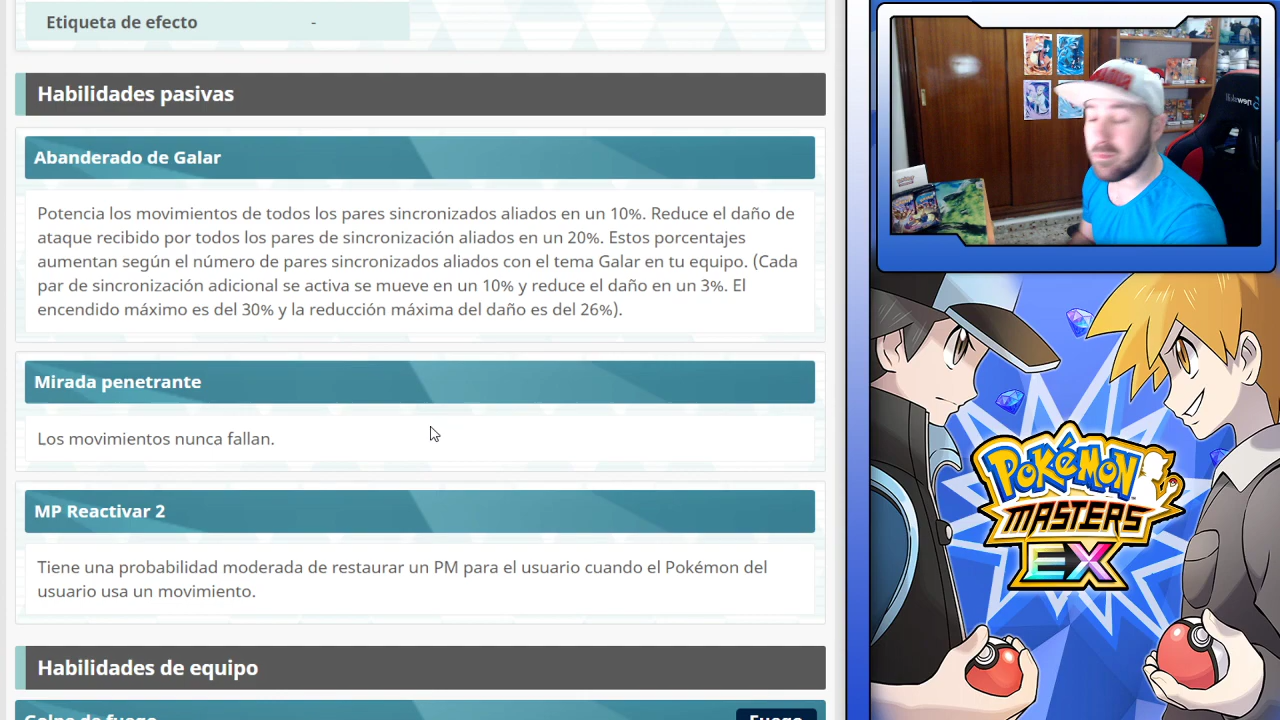 Etiqueta de efecto -
Habilidades pasivas
Abanderado de Galar
Potencia los movimientos de todos los pares sincronizados aliados en un 10%. Reduce el daño de
ataque recibido por todos los pares de sincronización aliados en un 20%. Estos porcentajes
aumentan según el número de pares sincronizados aliados con el tema Galar en tu equipo. (Cada
par de sincronización adicional se activa se mueve en un 10% y reduce el daño en un 3%. El
encendido máximo es del 30% y la reducción máxima del daño es del 26%).
Mirada penetrante
Los movimientos nunca fallan.
MP Reactivar 2
Tiene una probabilidad moderada de resturar un PM para el usuario cuando el Pokémon del
usuario usa un movimiento.
Habilidades de equipo
Golpe de fuego Fuego
POKéMON
MASTERS
EX